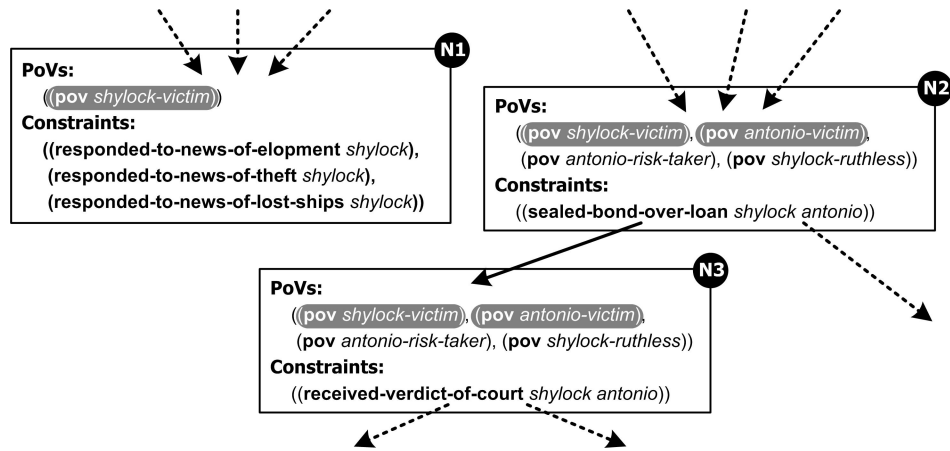 N1
PoVs:
((pov shylock-victim))
Constraints:
((responded-to-news-of-elopment shylock),
(responded-to-news-of-theft shylock),
(responded-to-news-of-lost-ships shylock))
N2
PoVs:
((pov shylock-victim), (pov antonio-victim),
(pov antonio-risk-taker), (pov shylock-ruthless))
Constraints:
((sealed-bond-over-loan shylock antonio))
N3
PoVs:
((pov shylock-victim), (pov antonio-victim),
(pov antonio-risk-taker), (pov shylock-ruthless))
Constraints:
((received-verdict-of-court shylock antonio))